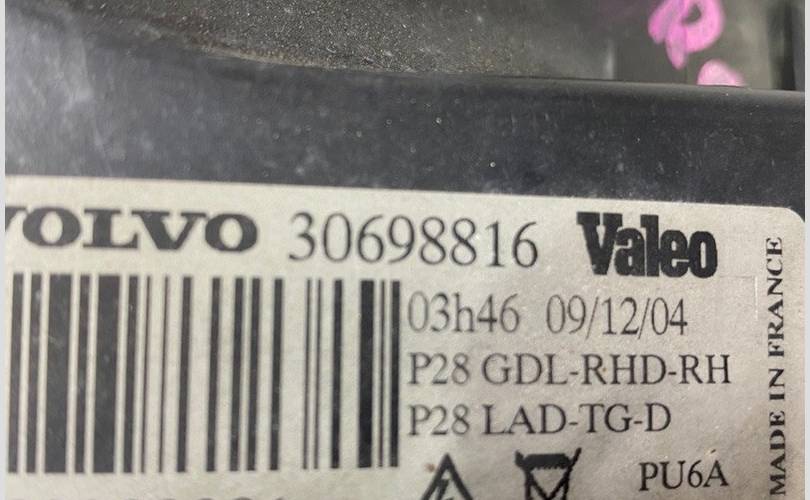 VOLVO 30698816 Valeo
03h46 09/12/04
P28 GDL-RHD-RH
P28 LAD-TG-D
PU6A
MADE IN FRANCE